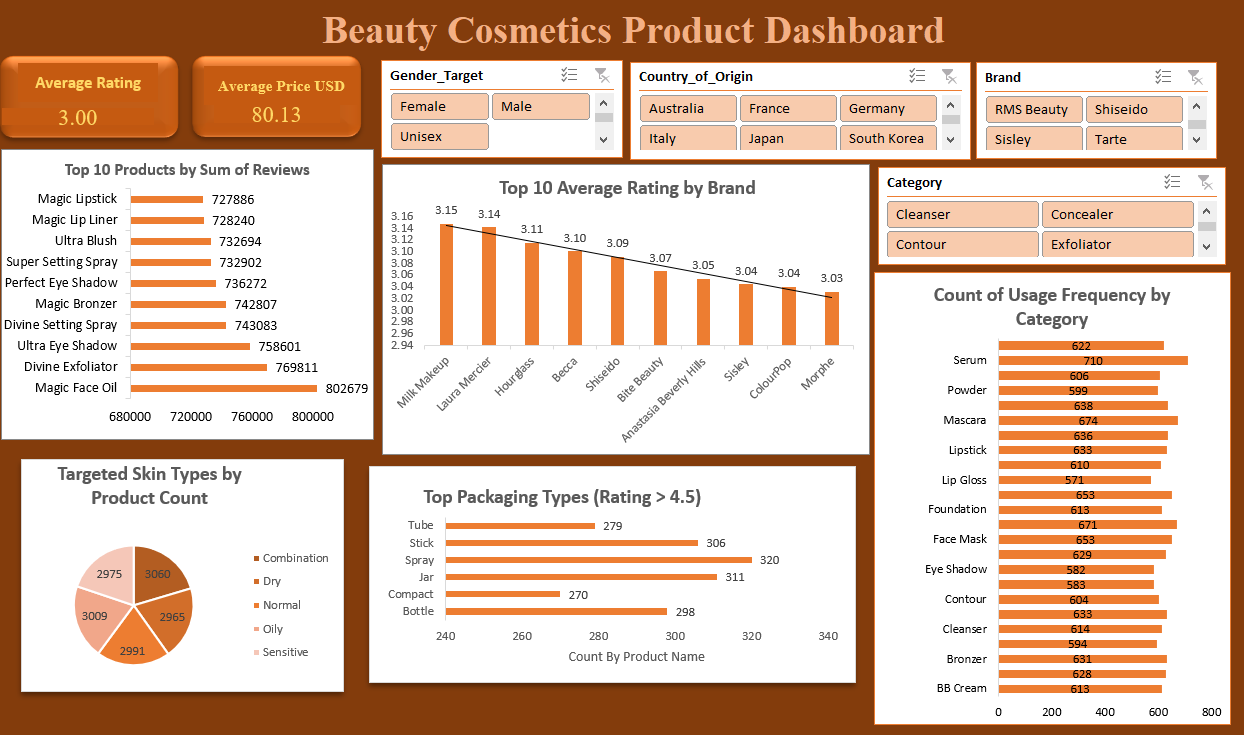 Beauty Cosmetics Product Dashboard
Average Rating
3.00
Average Price USD
80.13
Gender_Target
Female
Male
Unisex
Country_of_Origin
Australia
France
Germany
Italy
Japan
South Korea
Brand
RMS Beauty
Shiseido
Sisley
Tarte
Top 10 Products by Sum of Reviews
Magic Lipstick 727886
Magic Lip Liner 728240
Ultra Blush 732694
Super Setting Spray 732902
Perfect Eye Shadow 736272
Magic Bronzer 742807
Divine Setting Spray 743083
Ultra Eye Shadow 758601
Divine Exfoliator 769811
Magic Face Oil 802679
680000 720000 760000 800000
Top 10 Average Rating by Brand
3.16
3.14
3.12
3.10
3.08
3.06
3.04
3.02
3.00
2.98
2.96
2.94
3.15 3.14 3.11 3.10 3.09 3.07 3.05 3.04 3.04 3.03
Milk Makeup
Laura Mercier
Hourglass
Becca
Shiseido
Bite Beauty
Anastasia Beverly Hills
Sisley
ColourPop
Morphe
Category
Cleanser
Concealer
Contour
Exfoliator
Count of Usage Frequency by
Category
622
Serum 710
606
Powder 599
638
Mascara 674
636
Lipstick 633
610
Lip Gloss 571
653
Foundation 613
671
Face Mask 653
629
Eye Shadow 582
583
Contour 604
633
Cleanser 614
594
Bronzer 631
628
BB Cream 613
0 200 400 600 800
Targeted Skin Types by
Product Count
3060
2965
2991
3009
2975
Combination
Dry
Normal
Oily
Sensitive
Top Packaging Types (Rating > 4.5)
Tube 279
Stick 306
Spray 320
Jar 311
Compact 270
Bottle 298
240 260 280 300 320 340
Count By Product Name